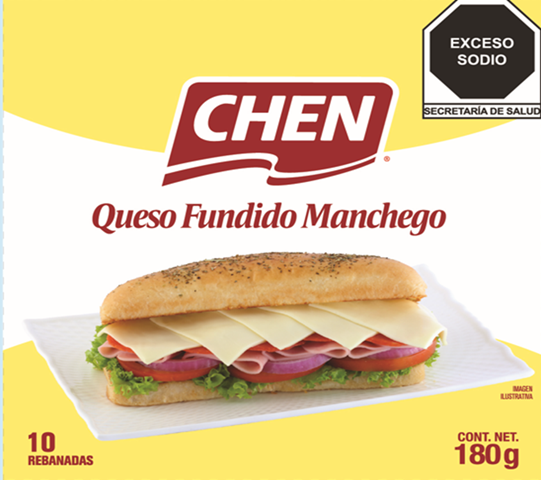 EXCESO
SODIO
SECRETARÍA DE SALUD
CHEN
®
Queso Fundido Manchego
IMAGEN
ILUSTRATIVA
10
REBANADAS
CONT. NET.
180g